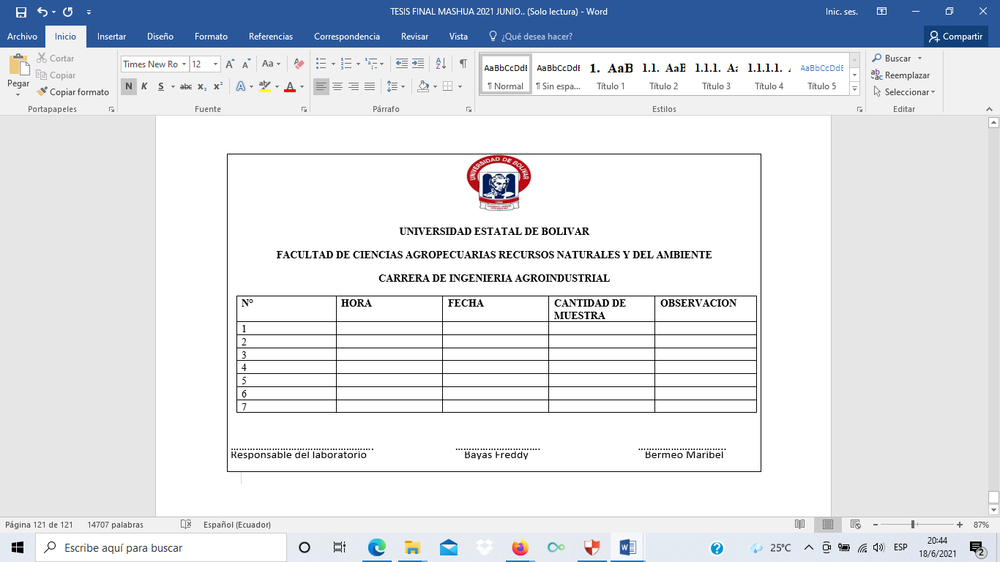 TESIS FINAL MASHUA 2021 JUNIO.. (Solo lectura) - Word
Inic. ses.
Archivo Inicio Insertar Diseño Formato Referencias Correspondencia Revisar Vista ¿Qué desea hacer? Compartir
Pegar
Cortar
Copiar
Copiar formato
Portapapeles
Times New Ro 12
Aa
N K S abc x₂ x²
Fuente
Párrafo
AaBbCcDdE AaBbCcDdE 1. AaB 1.1. AaB 1.1.1. Aa 1.1.1.1. A AaBbCcDdE
¶ Normal ¶ Sin espa... Título 1 Título 2 Título 3 Título 4 Título 5
Estilos
Buscar
Reemplazar
Seleccionar
Editar
UNIVERSIDAD DE BOLIVAR
UNIVERSIDAD ESTATAL DE BOLIVAR
FACULTAD DE CIENCIAS AGROPECUARIAS RECURSOS NATURALES Y DEL AMBIENTE
CARRERA DE INGENIERIA AGROINDUSTRIAL
N° HORA FECHA CANTIDAD DE MUESTRA OBSERVACION
1
2
3
4
5
6
7
Responsable del laboratorio Bayas Freddy Bermeo Maribel
Página 121 de 121 14707 palabras Español (Ecuador) 87%
Escribe aquí para buscar
25°C ESP
20:44
18/6/2021
2